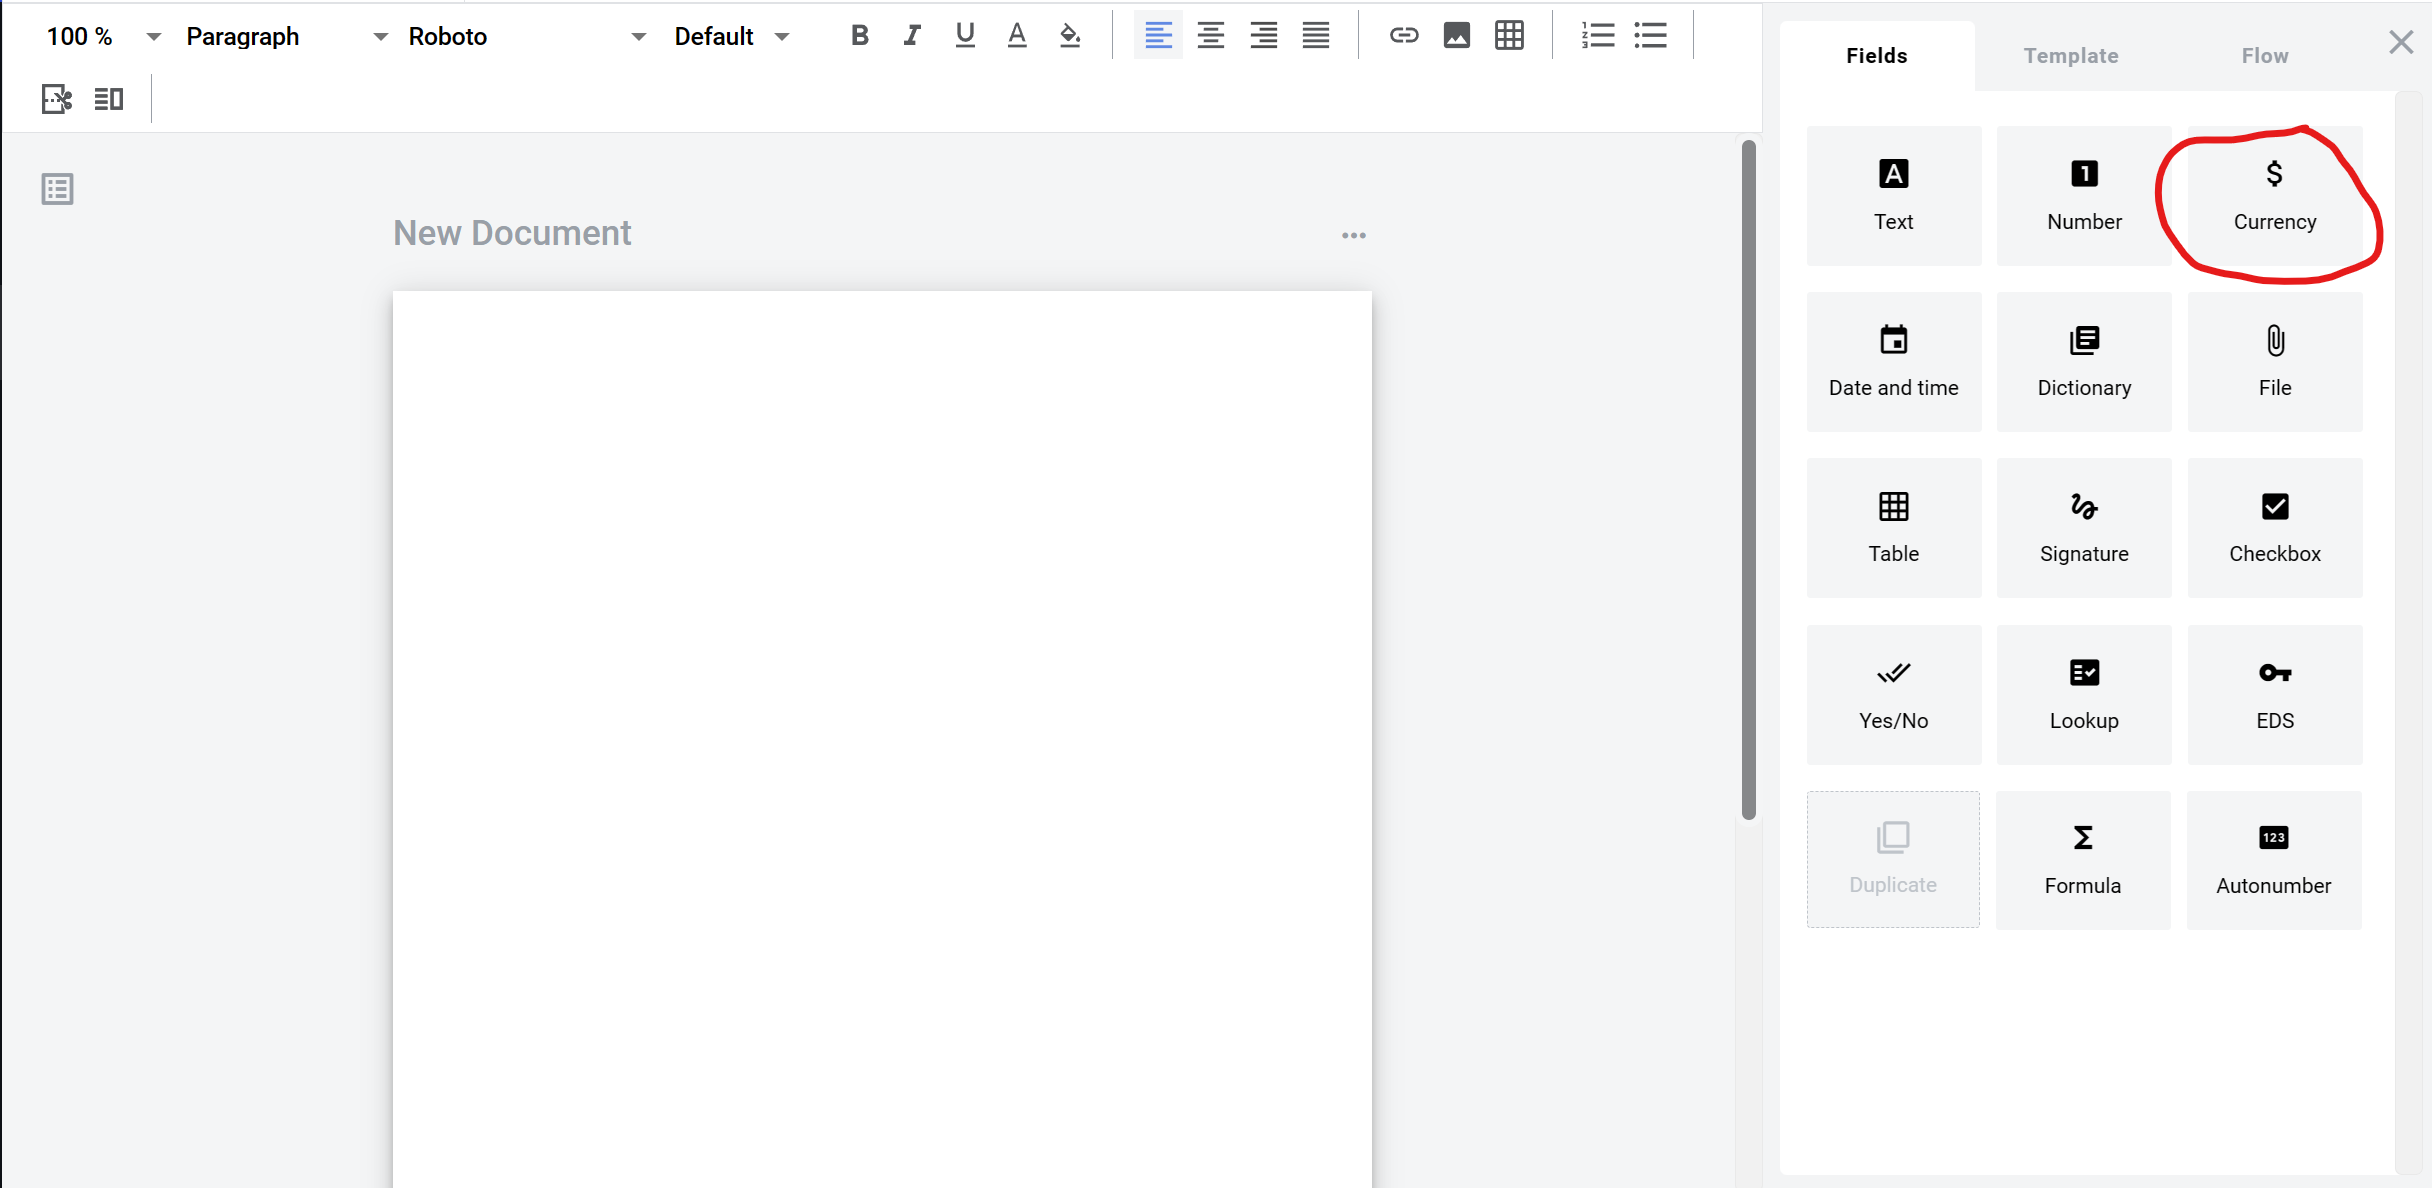 100 % Paragraph Roboto Default B I U A
Fields Template Flow
New Document
A 1 $
Text Number Currency
Date and time Dictionary File
Table Signature Checkbox
Yes/No Lookup EDS
Σ 123
Duplicate Formula Autonumber